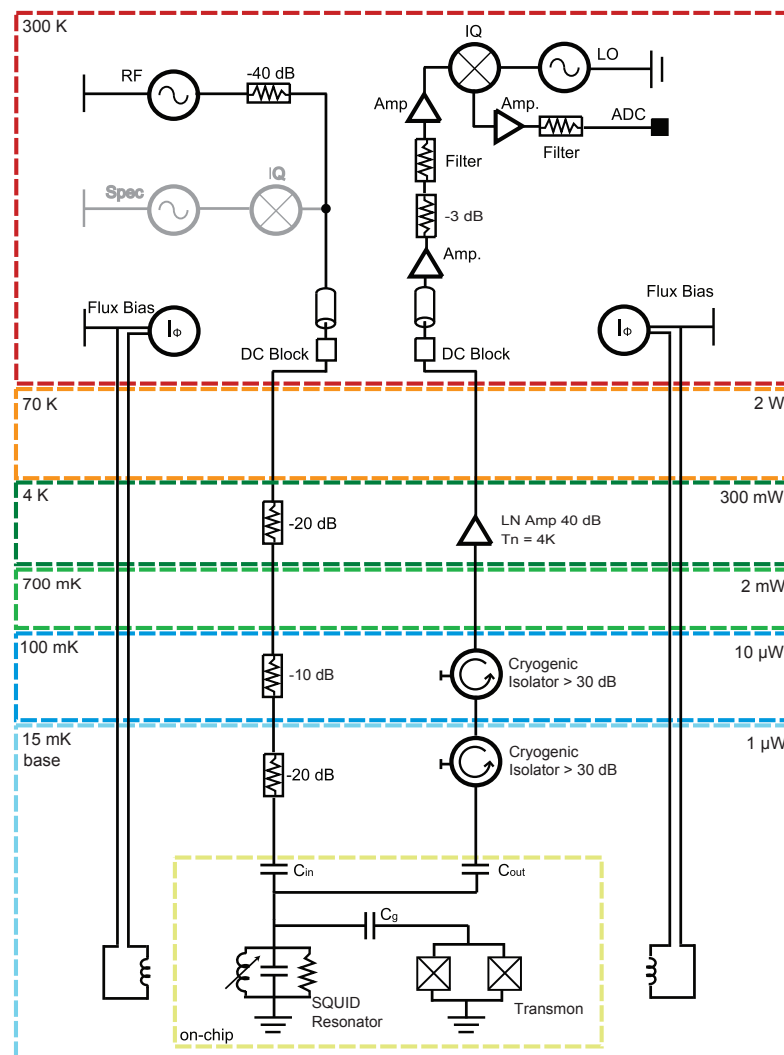 300 K
RF
-40 dB
IQ
LO
Amp
Amp.
ADC
Filter
Filter
Spec
IQ
-3 dB
Amp.
Flux Bias
IΦ
Flux Bias
IΦ
DC Block
DC Block
70 K
2 W
4 K
300 mW
-20 dB
LN Amp 40 dB
Tn = 4K
700 mK
2 mW
100 mK
10 µW
-10 dB
Cryogenic
Isolator > 30 dB
15 mK
base
1 µW
-20 dB
Cryogenic
Isolator > 30 dB
Cin
Cout
Cg
SQUID
Resonator
Transmon
on-chip